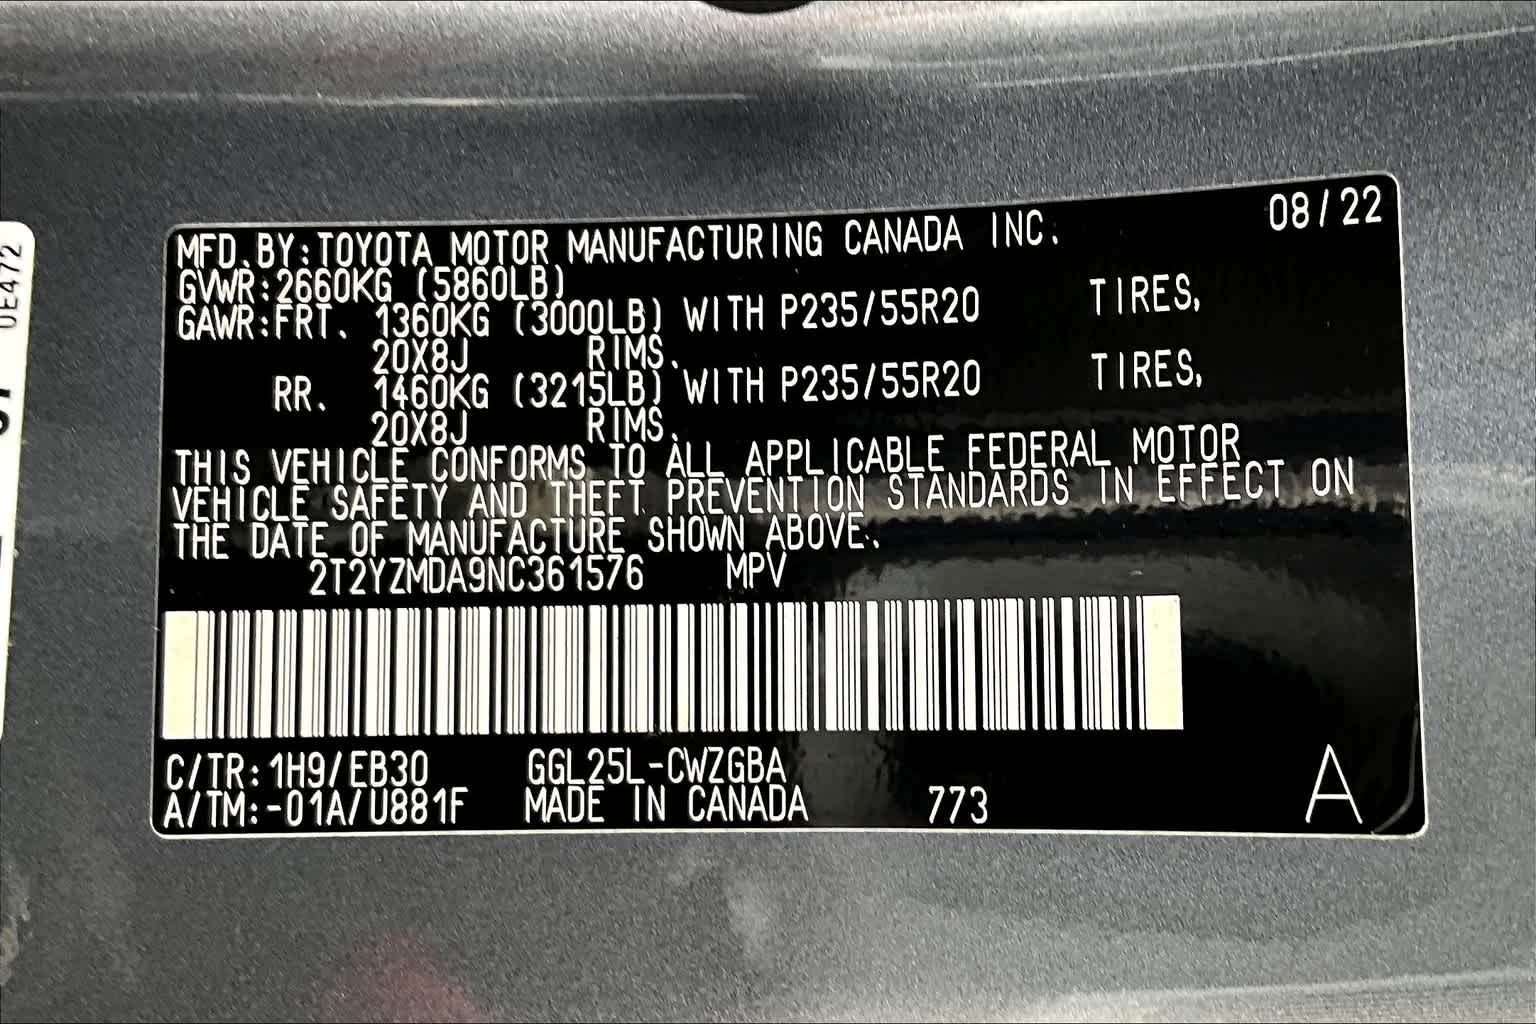 MFD. BY: TOYOTA MOTOR MANUFACTURING CANADA INC. 08/22
GVWR: 2660KG (5860LB)
GAWR: FRT. 1360KG (3000LB) WITH P235/55R20 TIRES,
20X8J RIMS.
RR. 1460KG (3215LB) WITH P235/55R20 TIRES,
20X8J RIMS.
THIS VEHICLE CONFORMS TO ALL APPLICABLE FEDERAL MOTOR
VEHICLE SAFETY AND THEFT PREVENTION STANDARDS IN EFFECT ON
THE DATE OF MANUFACTURE SHOWN ABOVE.
2T2YZMDA9NC361576 MPV
C/TR: 1H9/EB30 GGL25L-CWZGBA
A/TM: -01A/U881F MADE IN CANADA 773 A
0E472